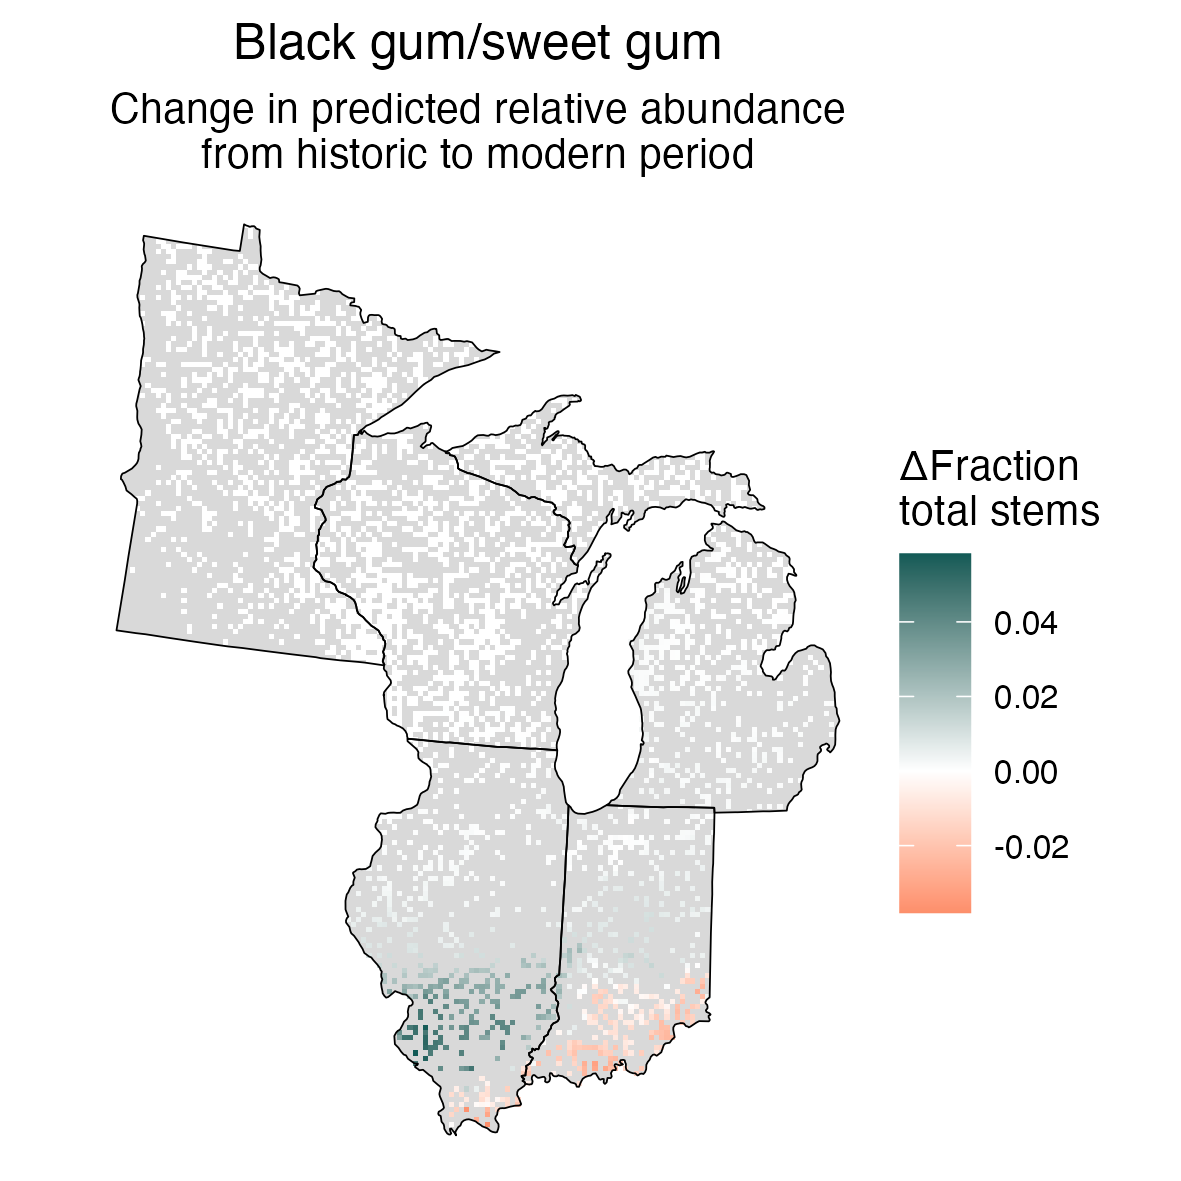 Black gum/sweet gum
Change in predicted relative abundance
from historic to modern period
ΔFraction
total stems
0.04
0.02
0.00
-0.02